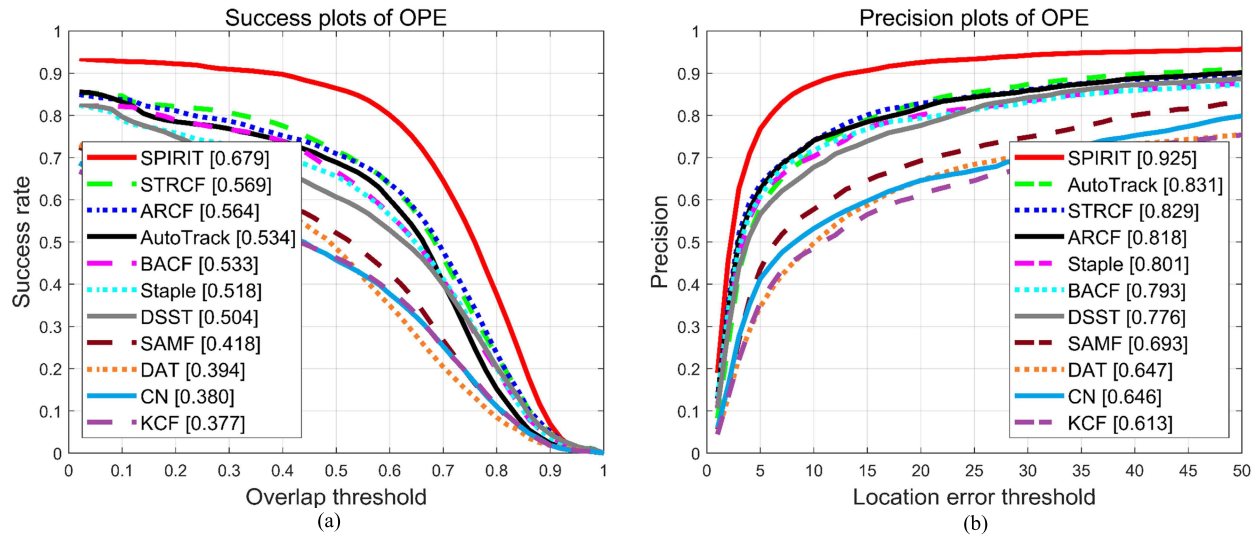 Success plots of OPE
1
0.9
0.8
0.7
0.6
0.5
0.4
0.3
0.2
0.1
0
Success rate
SPIRIT [0.679]
STRCF [0.569]
ARCF [0.564]
AutoTrack [0.534]
BACF [0.533]
Staple [0.518]
DSST [0.504]
SAMF [0.418]
DAT [0.394]
CN [0.380]
KCF [0.377]
0 0.1 0.2 0.3 0.4 0.5 0.6 0.7 0.8 0.9 1
Overlap threshold
(a)
Precision plots of OPE
1
0.9
0.8
0.7
0.6
0.5
0.4
0.3
0.2
0.1
0
Precision
SPIRIT [0.925]
AutoTrack [0.831]
STRCF [0.829]
ARCF [0.818]
Staple [0.801]
BACF [0.793]
DSST [0.776]
SAMF [0.693]
DAT [0.647]
CN [0.646]
KCF [0.613]
0 5 10 15 20 25 30 35 40 45 50
Location error threshold
(b)